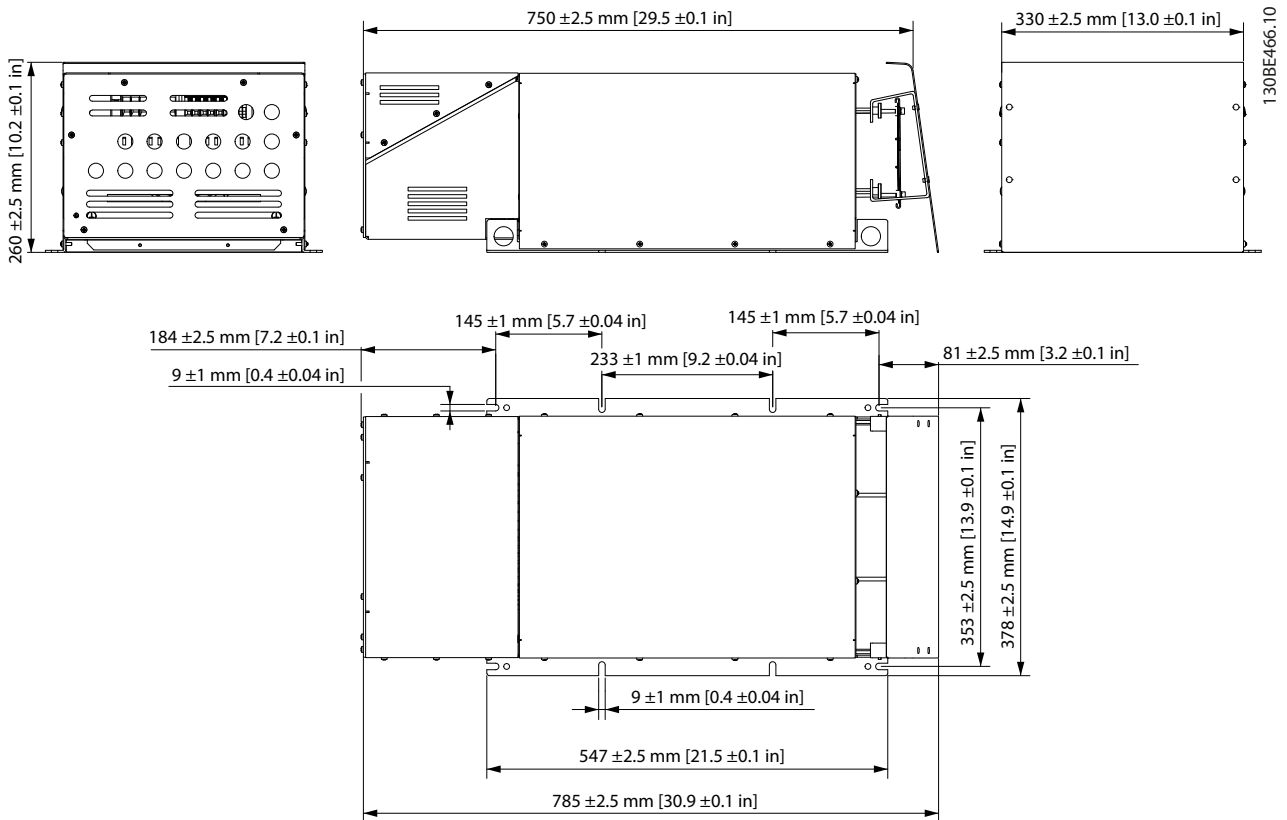 750 ±2.5 mm [29.5 ±0.1 in]
330 ±2.5 mm [13.0 ±0.1 in]
130BE466.10
260 ±2.5 mm [10.2 ±0.1 in]
145 ±1 mm [5.7 ±0.04 in]
145 ±1 mm [5.7 ±0.04 in]
184 ±2.5 mm [7.2 ±0.1 in]
233 ±1 mm [9.2 ±0.04 in]
81 ±2.5 mm [3.2 ±0.1 in]
9 ±1 mm [0.4 ±0.04 in]
353 ±2.5 mm [13.9 ±0.1 in]
378 ±2.5 mm [14.9 ±0.1 in]
9 ±1 mm [0.4 ±0.04 in]
547 ±2.5 mm [21.5 ±0.1 in]
785 ±2.5 mm [30.9 ±0.1 in]